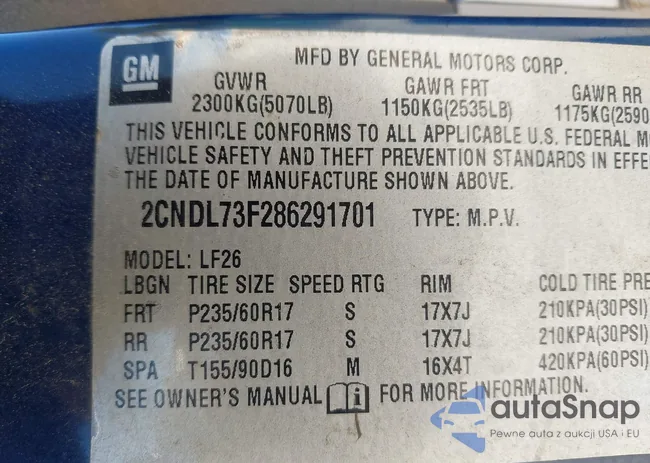 GM
MFD BY GENERAL MOTORS CORP.
GVWR GAWR FRT GAWR RR
2300KG(5070LB) 1150KG(2535LB) 1175KG(2590
THIS VEHICLE CONFORMS TO ALL APPLICABLE U.S. FEDERAL M
VEHICLE SAFETY AND THEFT PREVENTION STANDARDS IN EFFE
THE DATE OF MANUFACTURE SHOWN ABOVE.
2CNDL73F286291701 TYPE: M.P.V.
MODEL: LF26
LBGN TIRE SIZE SPEED RTG RIM COLD TIRE PRE
FRT P235/60R17 S 17X7J 210KPA(30PSI)
RR P235/60R17 S 17X7J 210KPA(30PSI)
SPA T155/90D16 M 16X4T 420KPA(60PSI)
SEE OWNER'S MANUAL i FOR MORE INFORMATION.
autaSnap
Pewne auta z aukcji USA i EU